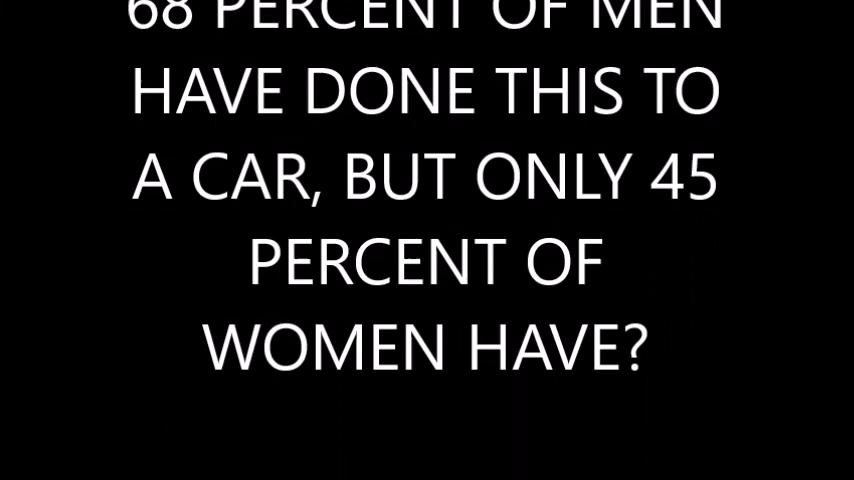 68 PERCENT OF MEN
HAVE DONE THIS TO
A CAR, BUT ONLY 45
PERCENT OF
WOMEN HAVE?